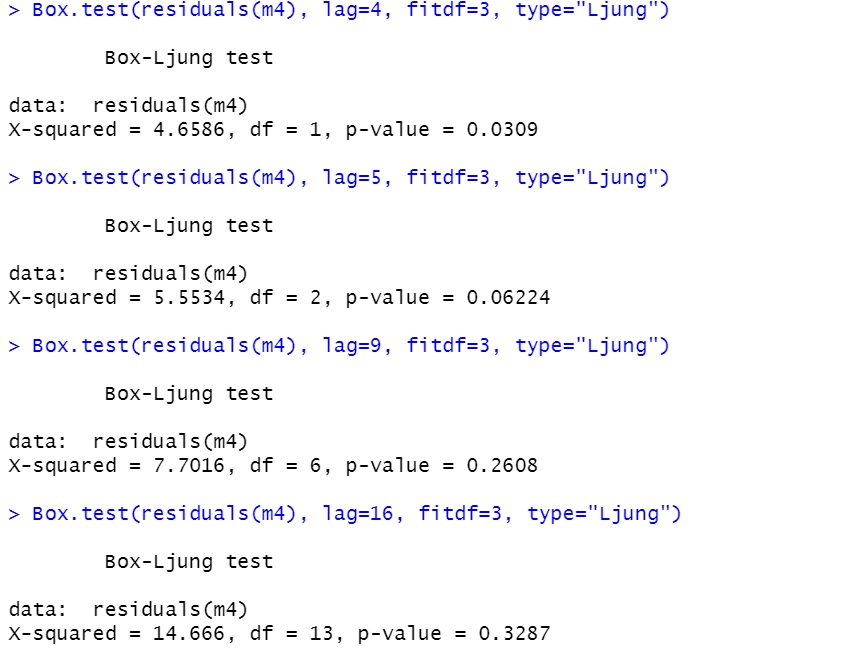 > Box.test(residuals(m4), lag=4, fitdf=3, type="Ljung")
Box-Ljung test
data:  residuals(m4)
X-squared = 4.6586, df = 1, p-value = 0.0309
> Box.test(residuals(m4), lag=5, fitdf=3, type="Ljung")
Box-Ljung test
data:  residuals(m4)
X-squared = 5.5534, df = 2, p-value = 0.06224
> Box.test(residuals(m4), lag=9, fitdf=3, type="Ljung")
Box-Ljung test
data:  residuals(m4)
X-squared = 7.7016, df = 6, p-value = 0.2608
> Box.test(residuals(m4), lag=16, fitdf=3, type="Ljung")
Box-Ljung test
data:  residuals(m4)
X-squared = 14.666, df = 13, p-value = 0.3287